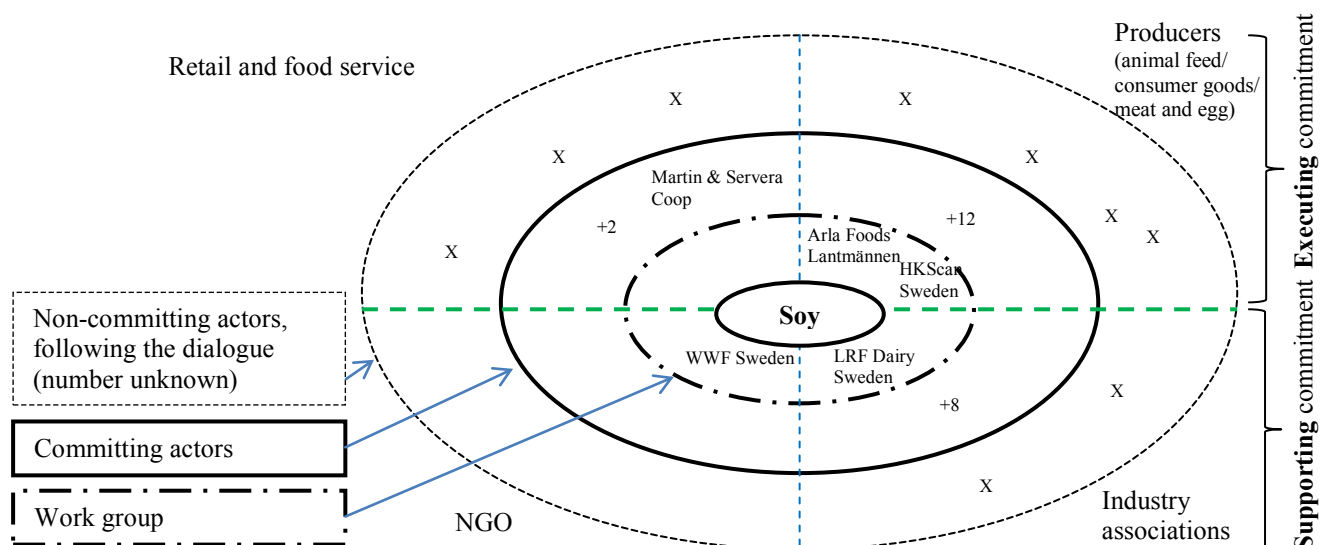 Retail and food service
Producers
(animal feed/
consumer goods/
meat and egg)
X
X
X
X
Martin & Servera
Coop
+2
+12
X
X
X
Arla Foods
Lantmännen
HKScan
Sweden
Soy
WWF Sweden
LRF Dairy
Sweden
+8
X
X
Non-committing actors,
following the dialogue
(number unknown)
Committing actors
Work group
NGO
Industry
associations
Executing commitment
Supporting commitment